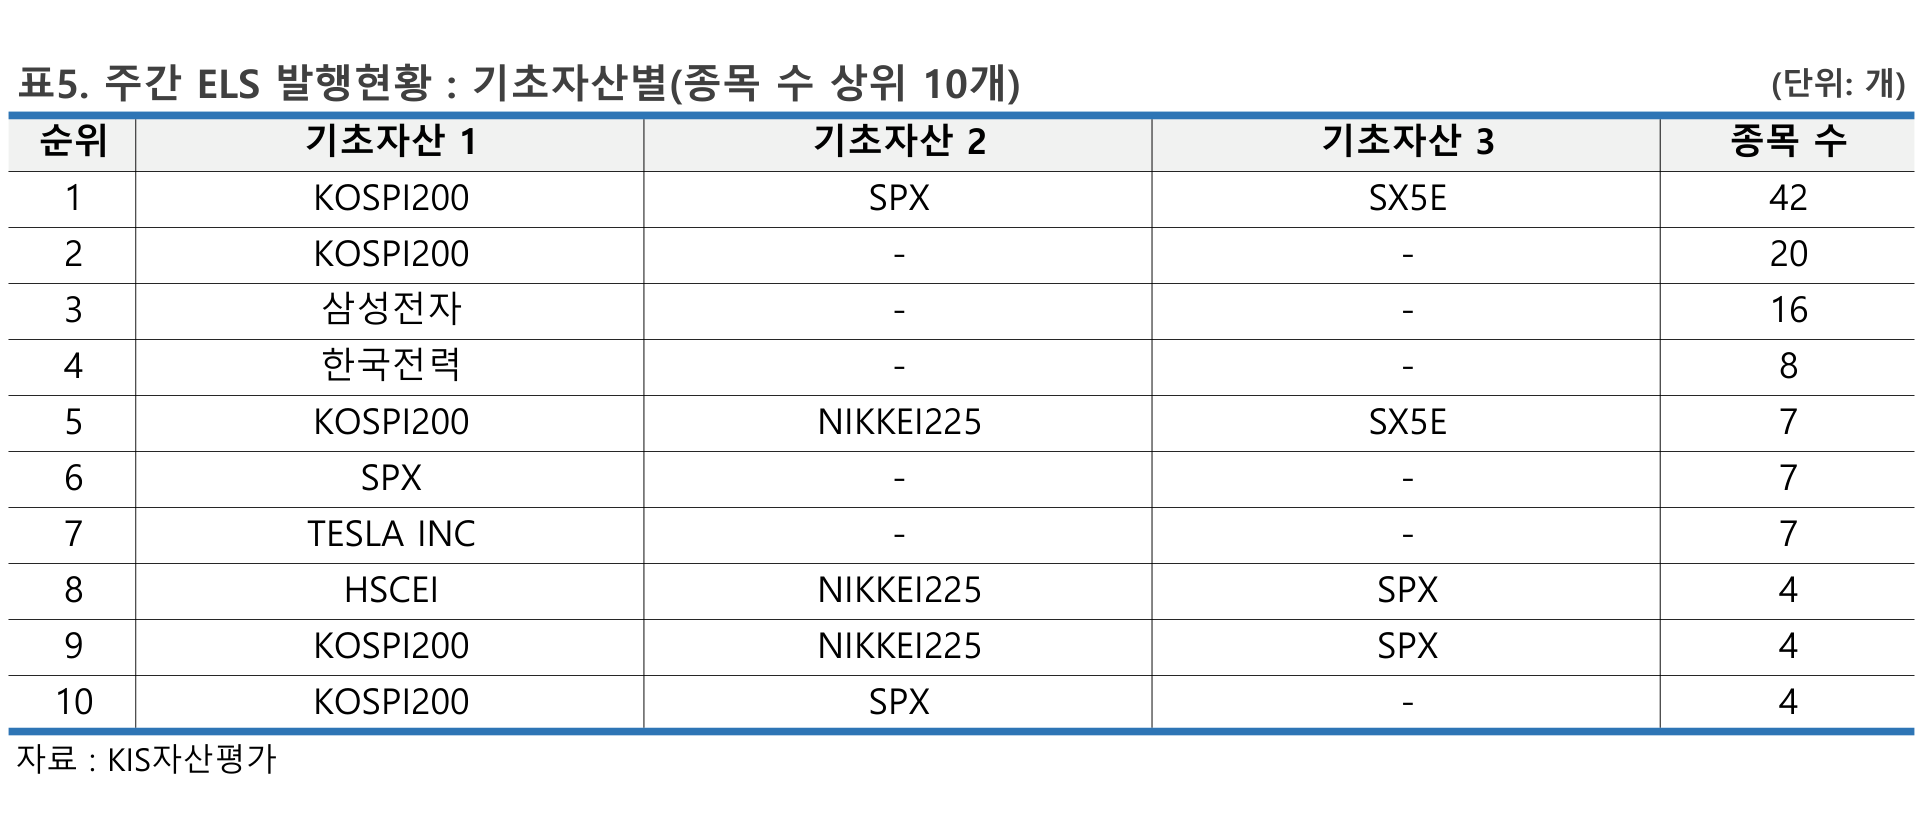 표5. 주간 ELS 발행현황 : 기초자산별(종목 수 상위 10개) (단위: 개)
순위 기초자산 1 기초자산 2 기초자산 3 종목 수
1 KOSPI200 SPX SX5E 42
2 KOSPI200 - - 20
3 삼성전자 - - 16
4 한국전력 - - 8
5 KOSPI200 NIKKEI225 SX5E 7
6 SPX - - 7
7 TESLA INC - - 7
8 HSCEI NIKKEI225 SPX 4
9 KOSPI200 NIKKEI225 SPX 4
10 KOSPI200 SPX - 4
자료 : KIS자산평가